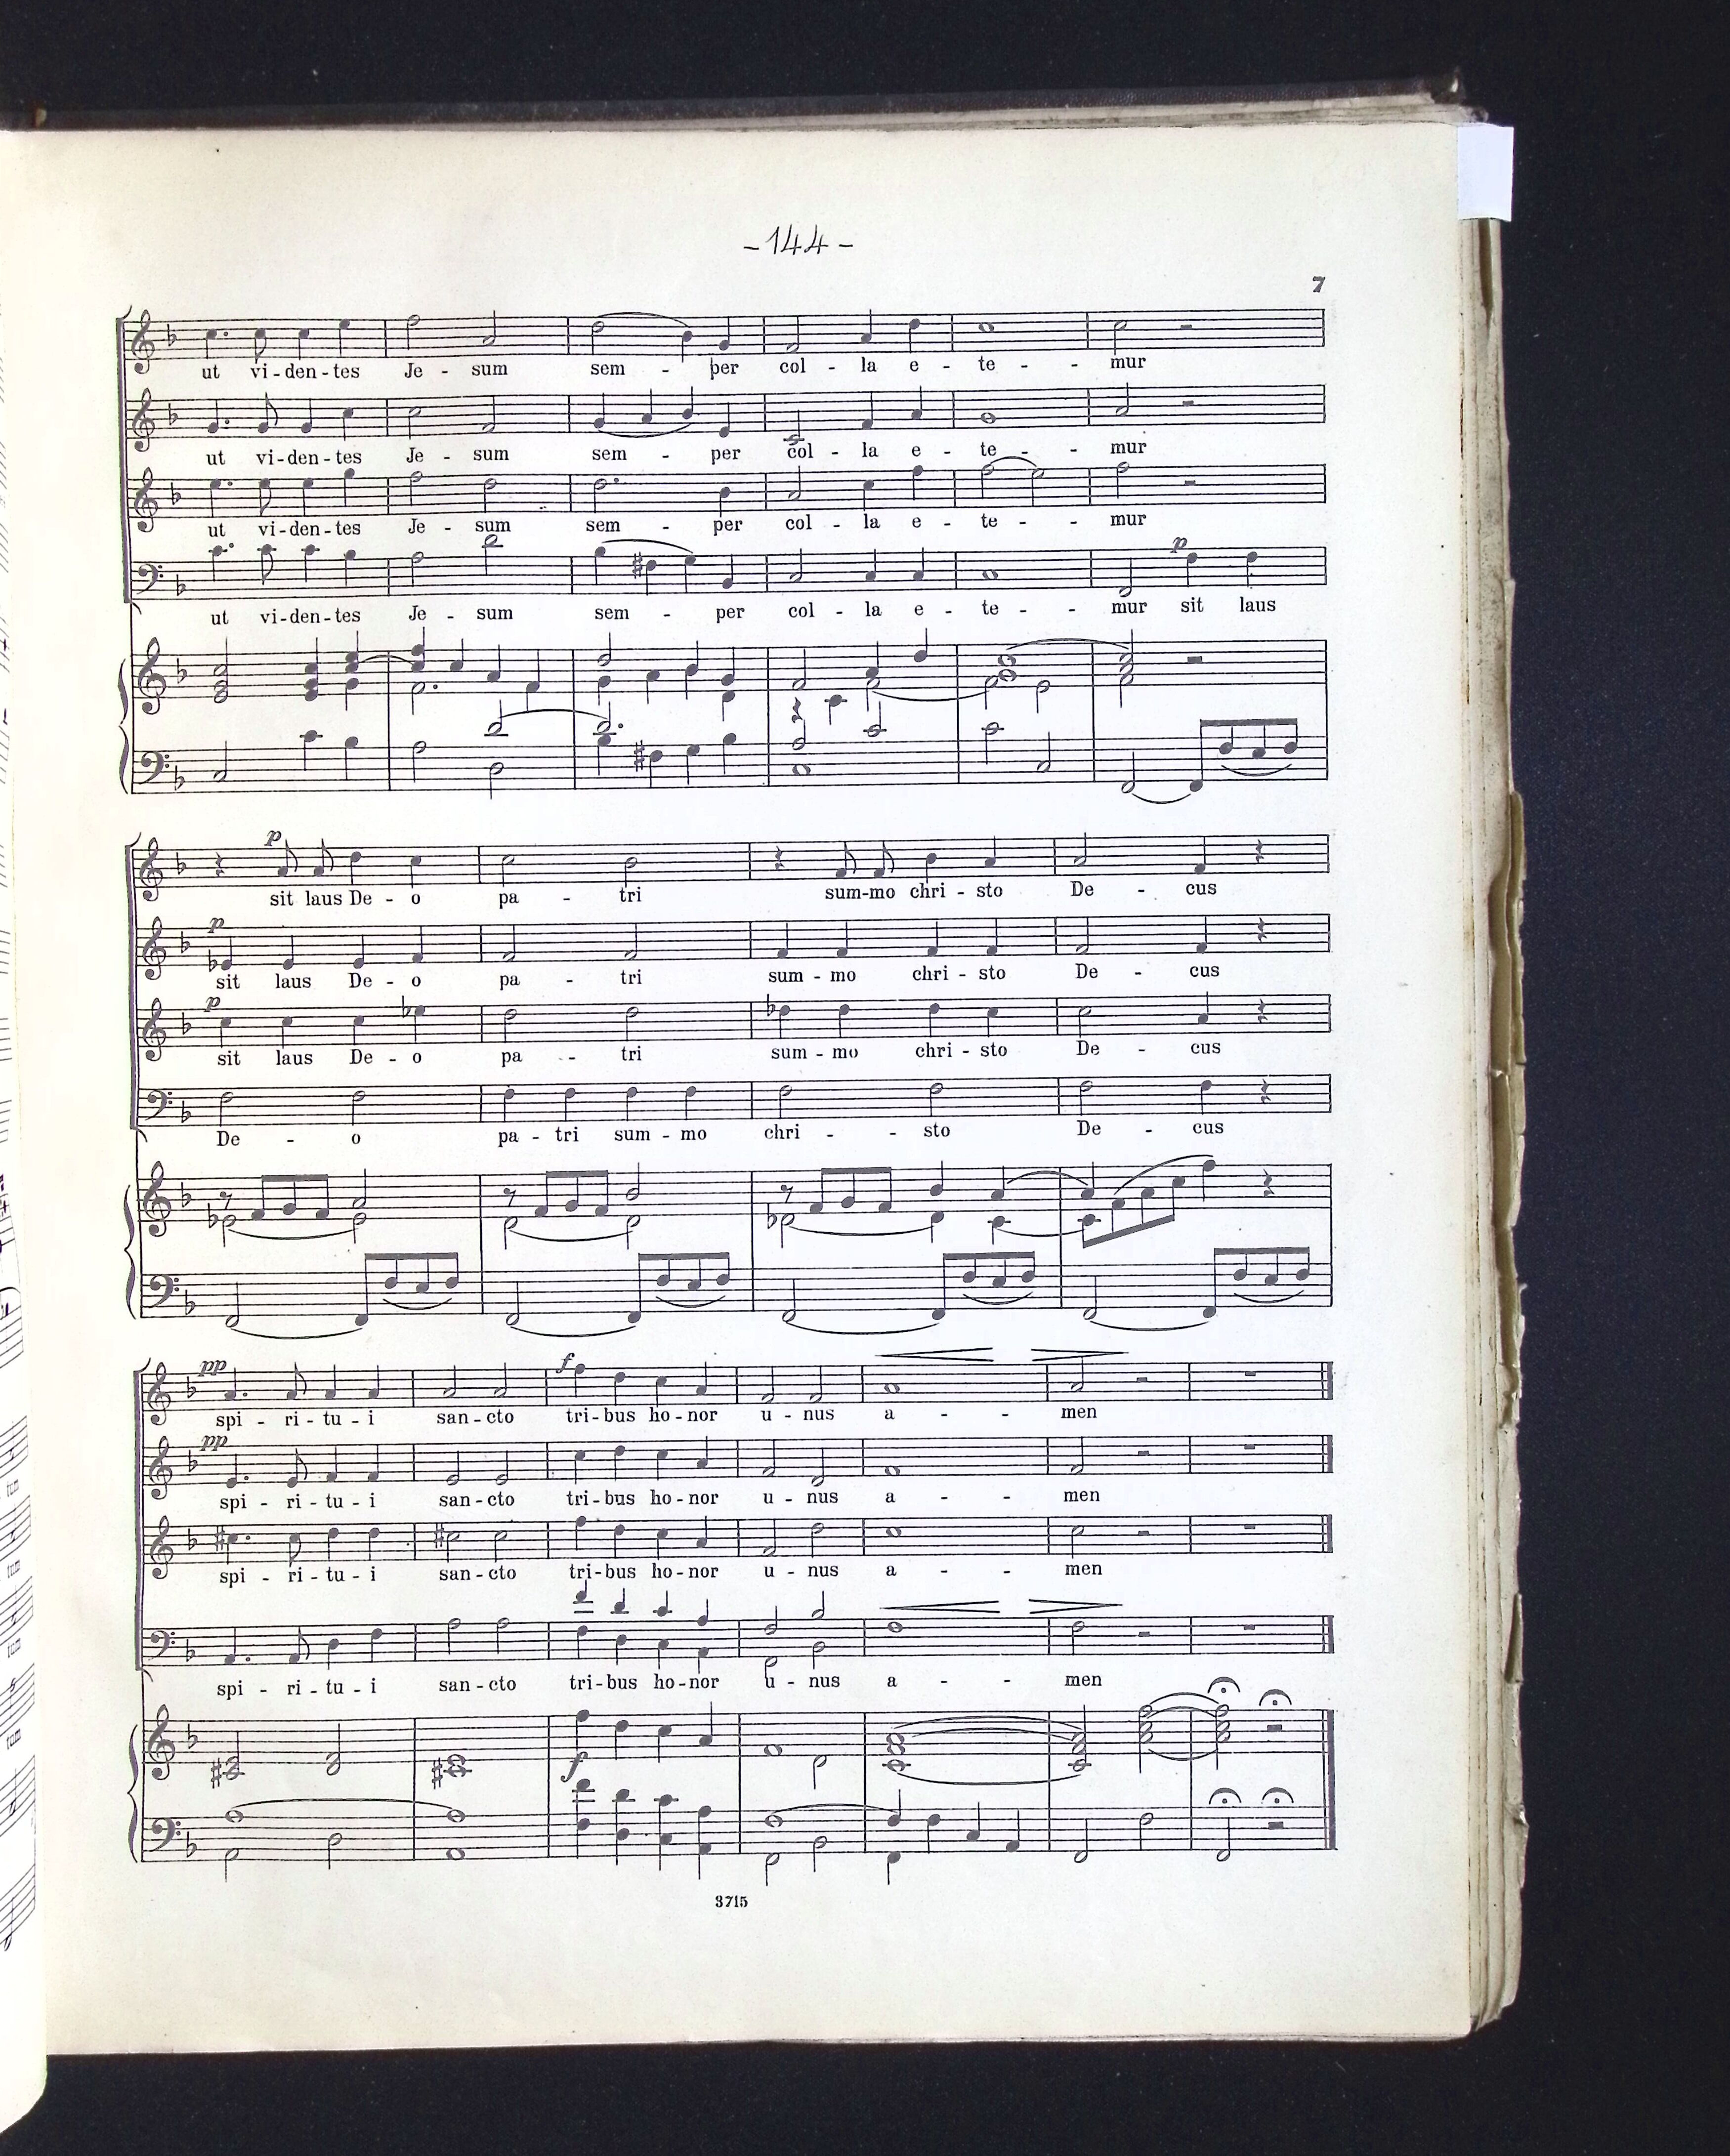 -144-
7
ut vi-den-tes Je - sum sem - per col - la e - te - - mur
ut vi-den-tes Je - sum sem - per col - la e - te - - mur
ut vi-den-tes Je - sum sem - per col - la e - te - - mur
p
ut vi-den-tes Je - sum sem - per col - la e - te - - mur sit laus
p
sit laus De - o pa - tri sum-mo chri - sto De - cus
p
sit laus De - o pa - tri sum - mo chri - sto De - cus
p
sit laus De - o pa - tri sum - mo chri - sto De - cus
De - o pa - tri sum - mo chri - - sto De - cus
pp f
spi - ri - tu - i san - cto tri - bus ho - nor u - nus a - - men
pp
spi - ri - tu - i san - cto tri - bus ho - nor u - nus a - - men
spi - ri - tu - i san - cto tri - bus ho - nor u - nus a - - men
spi - ri - tu - i san - cto tri - bus ho - nor u - nus a - - men
f
3715